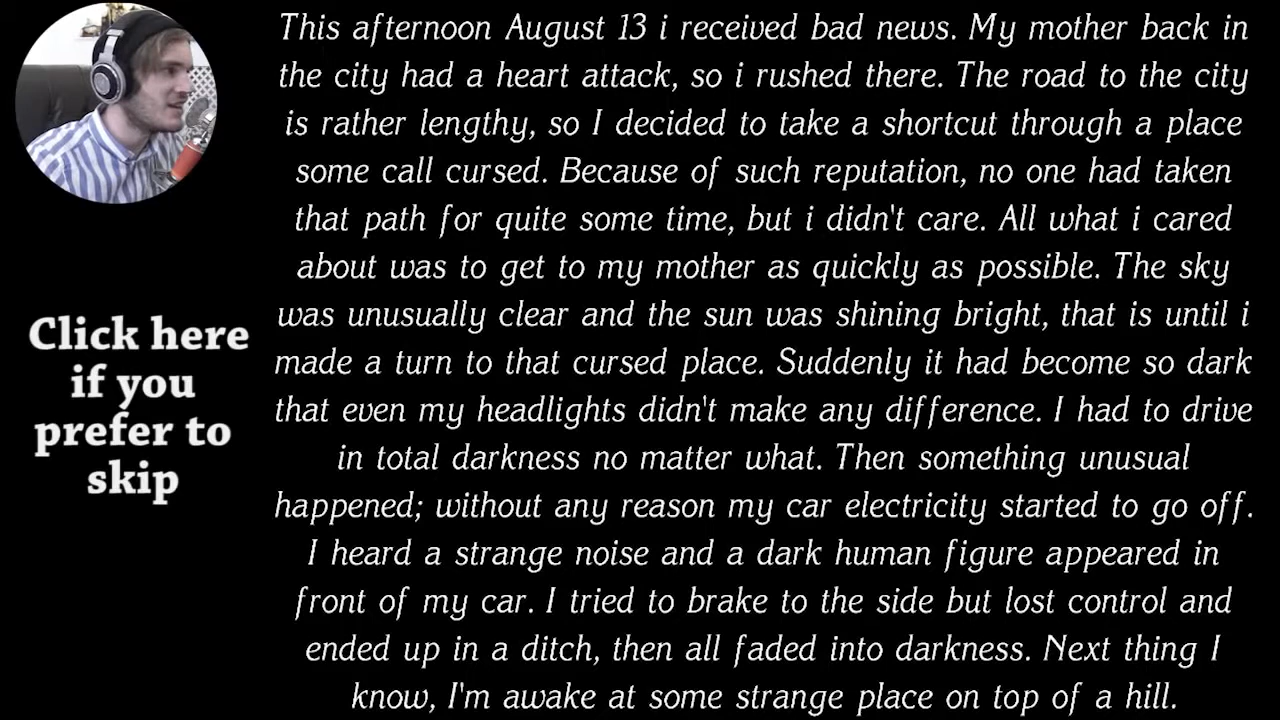 This afternoon August 13 i received bad news. My mother back in
the city had a heart attack, so i rushed there. The road to the city
is rather lengthy, so I decided to take a shortcut through a place
some call cursed. Because of such reputation, no one had taken
that path for quite some time, but i didn't care. All what i cared
about was to get to my mother as quickly as possible. The sky
was unusually clear and the sun was shining bright, that is until i
made a turn to that cursed place. Suddenly it had become so dark
that even my headlights didn't make any difference. I had to drive
in total darkness no matter what. Then something unusual
happened; without any reason my car electricity started to go off.
I heard a strange noise and a dark human figure appeared in
front of my car. I tried to brake to the side but lost control and
ended up in a ditch, then all faded into darkness. Next thing I
know, I'm awake at some strange place on top of a hill.
Click here
if you
prefer to
skip